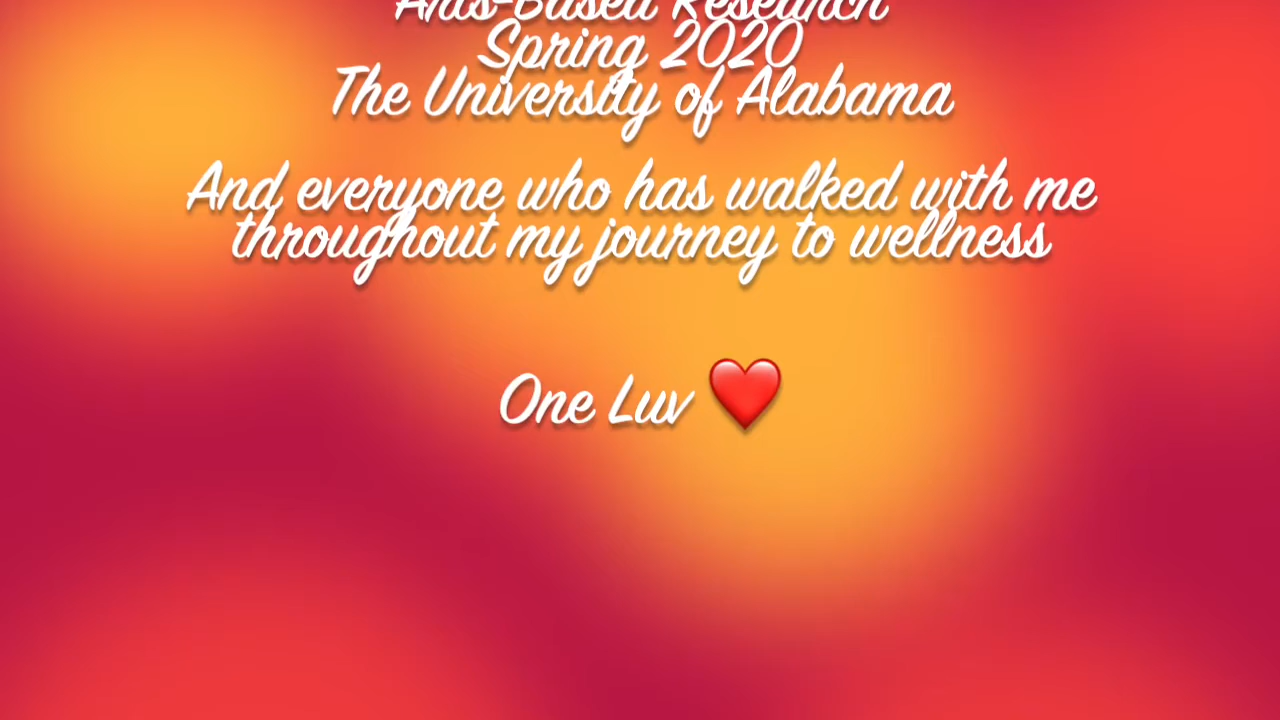 Arts-Based Research
Spring 2020
The University of Alabama
And everyone who has walked with me
throughout my journey to wellness
One Luv ❤️